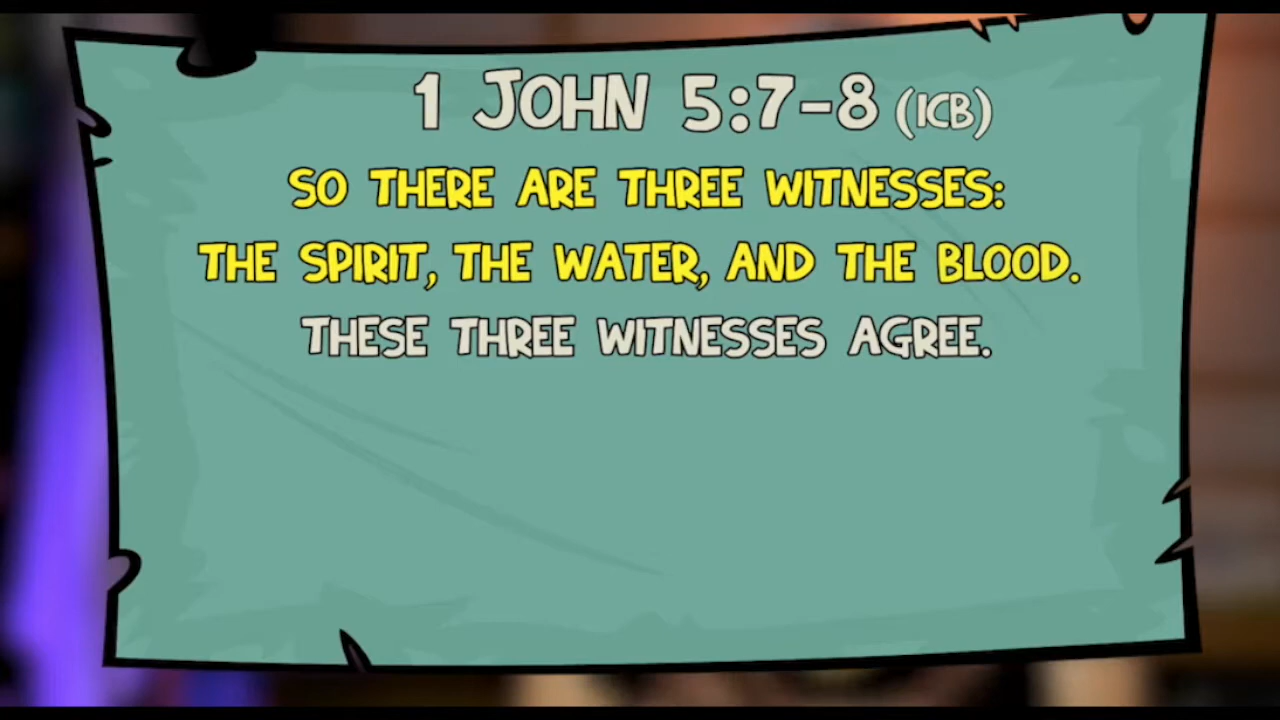 1 JOHN 5:7-8 (ICB)
SO THERE ARE THREE WITNESSES:
THE SPIRIT, THE WATER, AND THE BLOOD.
THESE THREE WITNESSES AGREE.